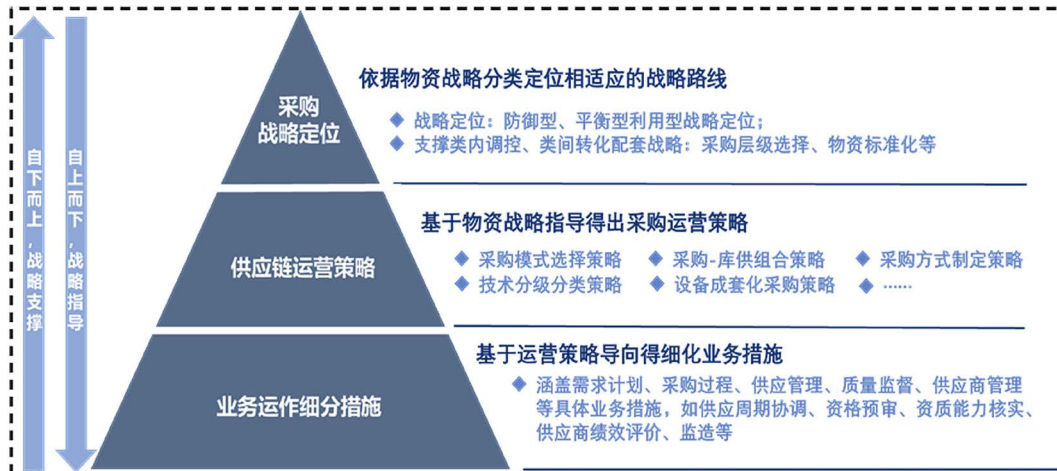 自下而上，战略支撑
自上而下，战略指导
采购
战略定位
依据物资战略分类定位相适应的战略路线
◆ 战略定位：防御型、平衡型利用型战略定位；
◆ 支撑类内调控、类间转化配套战略：采购层级选择、物资标准化等
供应链运营策略
基于物资战略指导得出采购运营策略
◆ 采购模式选择策略 ◆ 采购-库供组合策略 ◆ 采购方式制定策略
◆ 技术分级分类策略 ◆ 设备成套化采购策略 ◆ ……
业务运作细分措施
基于运营策略导向得细化业务措施
◆ 涵盖需求计划、采购过程、供应管理、质量监督、供应商管理
等具体业务措施，如供应周期协调、资格预审、资质能力核实、
供应商绩效评价、监造等